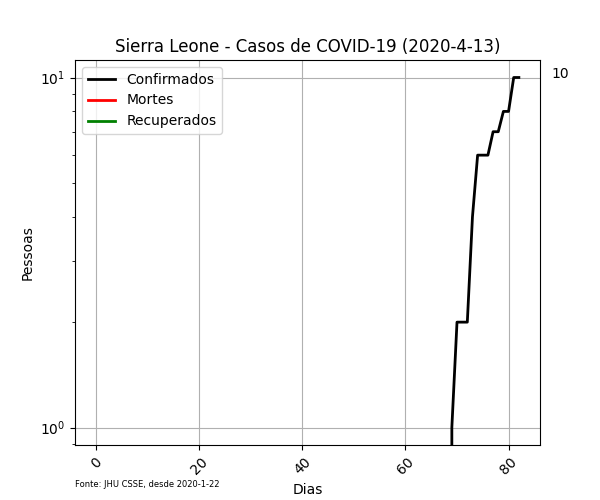 Sierra Leone - Casos de COVID-19 (2020-4-13)
Confirmados
Mortes
Recuperados
10
10¹
10⁰
Pessoas
0
20
40
60
80
Dias
Fonte: JHU CSSE, desde 2020-1-22